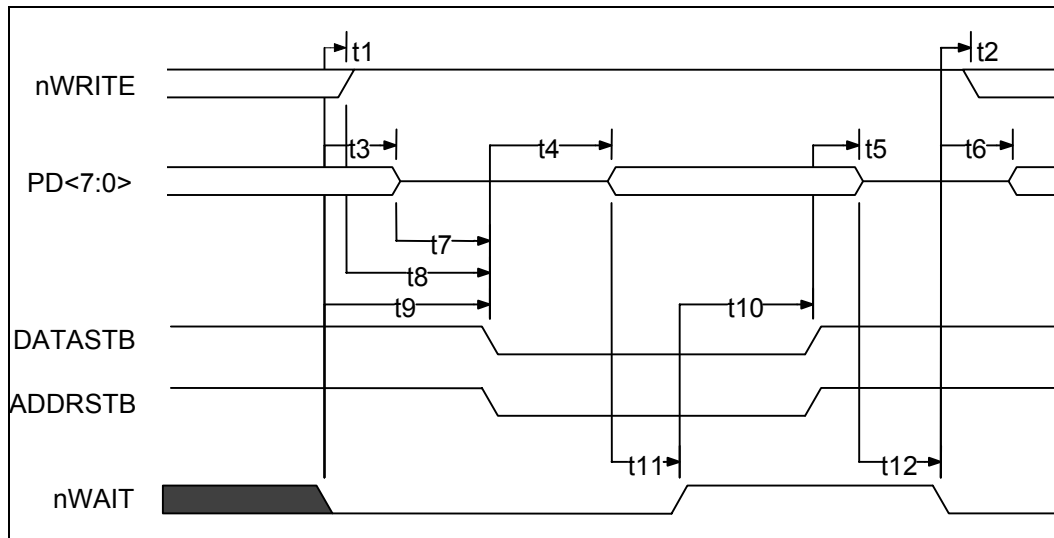 t1 t2
nWRITE
t3 t4 t5 t6
PD<7:0>
t7
t8
t9 t10
DATASTB
ADDRSTB
t11 t12
nWAIT